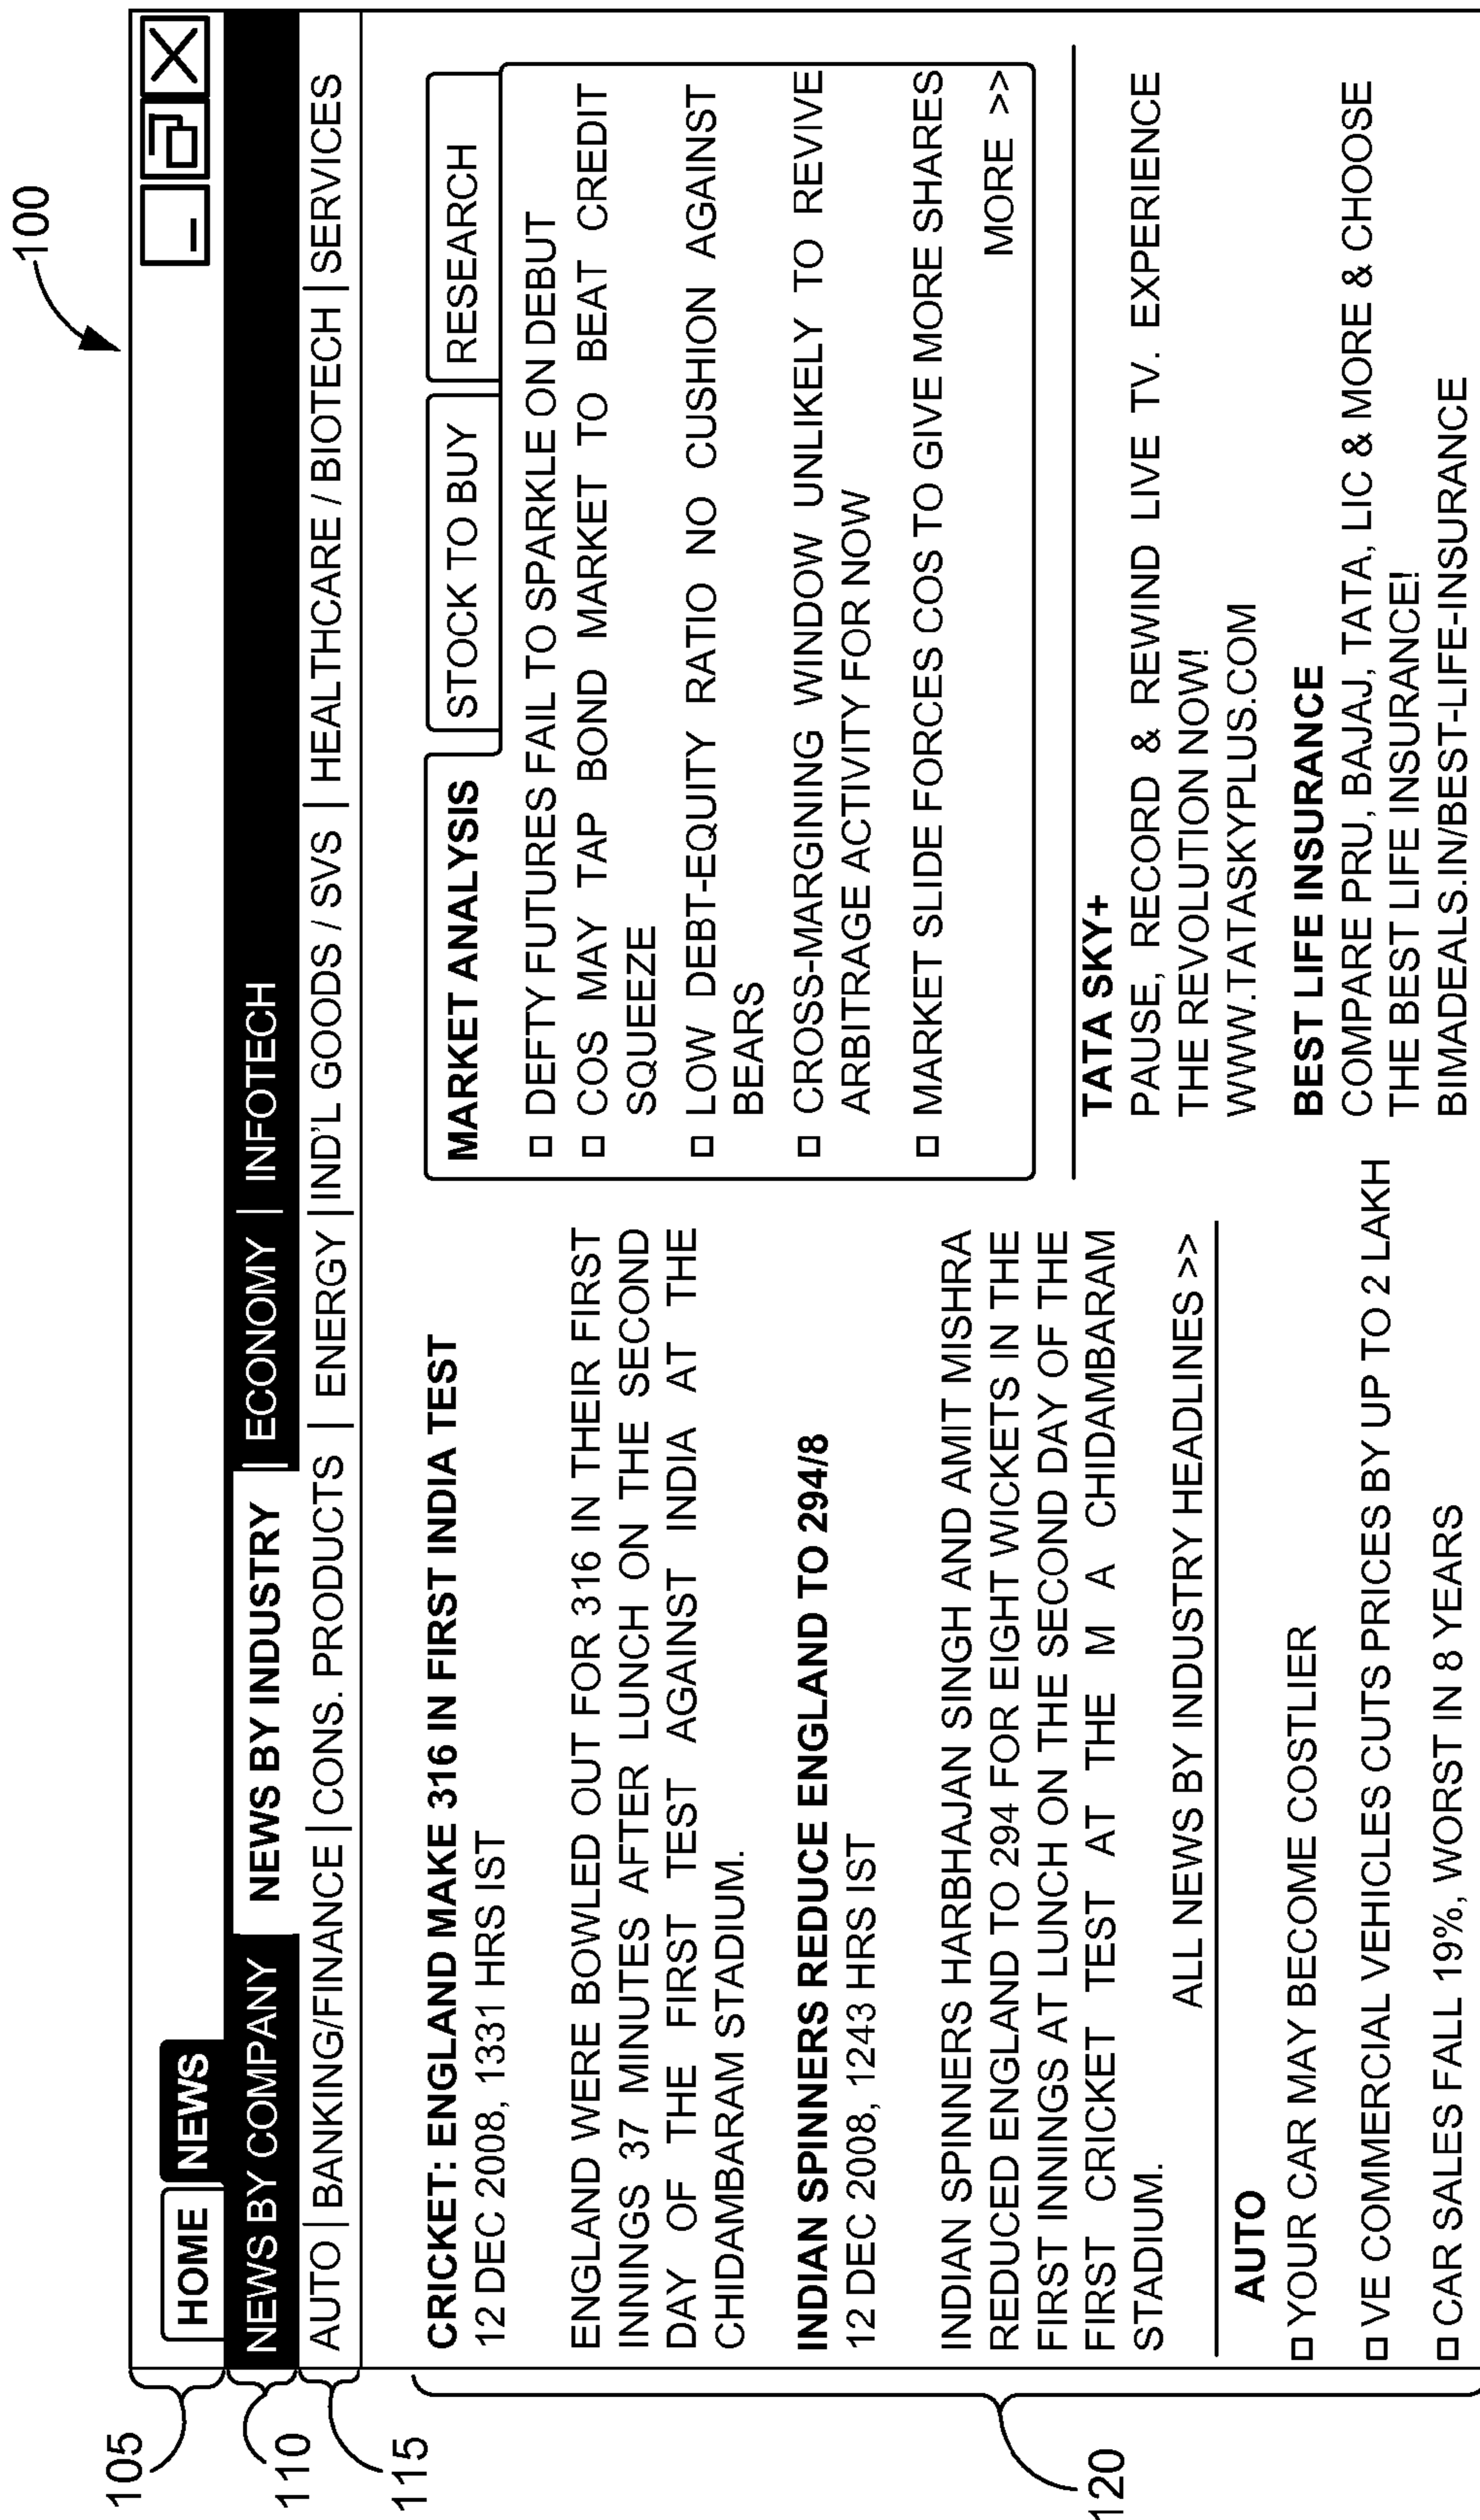 100
105
HOME NEWS
110
NEWS BY COMPANY NEWS BY INDUSTRY | ECONOMY | INFOTECH
115
AUTO | BANKING/FINANCE | CONS. PRODUCTS | ENERGY | IND'L GOODS / SVS | HEALTHCARE / BIOTECH | SERVICES
120
CRICKET: ENGLAND MAKE 316 IN FIRST INDIA TEST
12 DEC 2008, 1331 HRS IST
ENGLAND WERE BOWLED OUT FOR 316 IN THEIR FIRST
INNINGS 37 MINUTES AFTER LUNCH ON THE SECOND
DAY OF THE FIRST TEST AGAINST INDIA AT THE
CHIDAMBARAM STADIUM.
INDIAN SPINNERS REDUCE ENGLAND TO 294/8
12 DEC 2008, 1243 HRS IST
INDIAN SPINNERS HARBHAJAN SINGH AND AMIT MISHRA
REDUCED ENGLAND TO 294 FOR EIGHT WICKETS IN THE
FIRST INNINGS AT LUNCH ON THE SECOND DAY OF THE
FIRST CRICKET TEST AT THE M A CHIDAMBARAM
STADIUM.
ALL NEWS BY INDUSTRY HEADLINES >>
AUTO
YOUR CAR MAY BECOME COSTLIER
VE COMMERCIAL VEHICLES CUTS PRICES BY UP TO 2 LAKH
CAR SALES FALL 19%, WORST IN 8 YEARS
MARKET ANALYSIS STOCK TO BUY RESEARCH
DEFTY FUTURES FAIL TO SPARKLE ON DEBUT
COS MAY TAP BOND MARKET TO BEAT CREDIT
SQUEEZE
LOW DEBT-EQUITY RATIO NO CUSHION AGAINST
BEARS
CROSS-MARGINING WINDOW UNLIKELY TO REVIVE
ARBITRAGE ACTIVITY FOR NOW
MARKET SLIDE FORCES COS TO GIVE MORE SHARES
MORE >>
TATA SKY+
PAUSE, RECORD & REWIND LIVE TV. EXPERIENCE
THE REVOLUTION NOW!
WWW.TATASKYPLUS.COM
BEST LIFE INSURANCE
COMPARE PRU, BAJAJ, TATA, LIC & MORE & CHOOSE
THE BEST LIFE INSURANCE!
BIMADEALS.IN/BEST-LIFE-INSURANCE